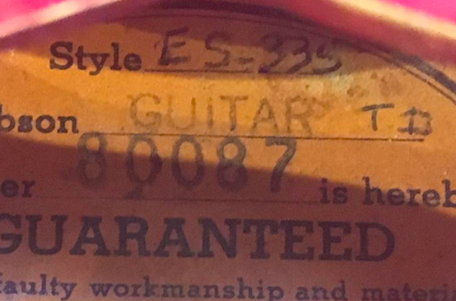 Style ES-335
bson GUITAR TD
er 80087 is hereb
GUARANTEED
faulty workmanship and materi